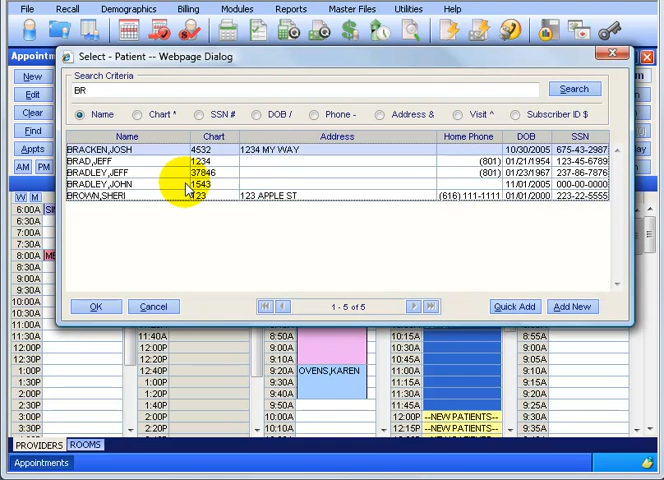 File Recall Demographics Billing Modules Reports Master Files Utilities Help
Appointments
New
Edit
Clear
Find
Appts
AM PM
W M
Select - Patient -- Webpage Dialog
Search Criteria
BR
Search
Name Chart * SSN # DOB / Phone - Address & Visit ^ Subscriber ID $
Name Chart Address Home Phone DOB SSN
BRACKEN,JOSH 4532 1234 MY WAY 10/30/2005 675-43-2987
BRAD,JEFF 1234 (801) 01/21/1954 123-45-6789
BRADLEY,JEFF 37846 (801) 01/23/1967 237-86-7876
BRADLEY,JOHN 1543 11/01/2005 000-00-0000
BROWN,SHERI 123 123 APPLE ST (616) 111-1111 01/01/2000 223-22-5555
OK Cancel 1 - 5 of 5 Quick Add Add New
6:00A
6:30A
7:00A
7:30A
8:00A
8:30A
9:00A
9:30A
10:00A
10:30A
11:00A
11:30A 11:40A 8:50A 10:15A 9:00A
12:00P 12:00P 9:00A 10:30A 9:05A
12:30P 12:20P 9:10A 10:45A 9:10A
1:00P 12:40P 9:20A OVENS,KAREN 11:00A 9:15A
1:30P 1:00P 9:30A 11:15A 9:20A
2:00P 1:20P 9:40A 11:30A 9:25A
2:30P 1:40P 9:50A 11:45A
3:00P 2:00P 10:00A 12:00P --NEW PATIENTS-- 9:30A
3:30P 2:20P 10:10A 12:15P --NEW PATIENTS-- 9:35A
PROVIDERS ROOMS
Appointments